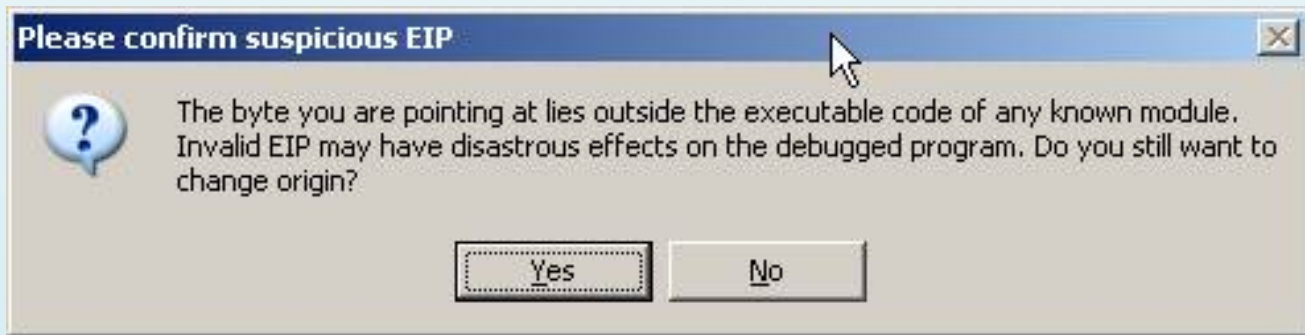 Please confirm suspicious EIP
The byte you are pointing at lies outside the executable code of any known module.
Invalid EIP may have disastrous effects on the debugged program. Do you still want to
change origin?
Yes No